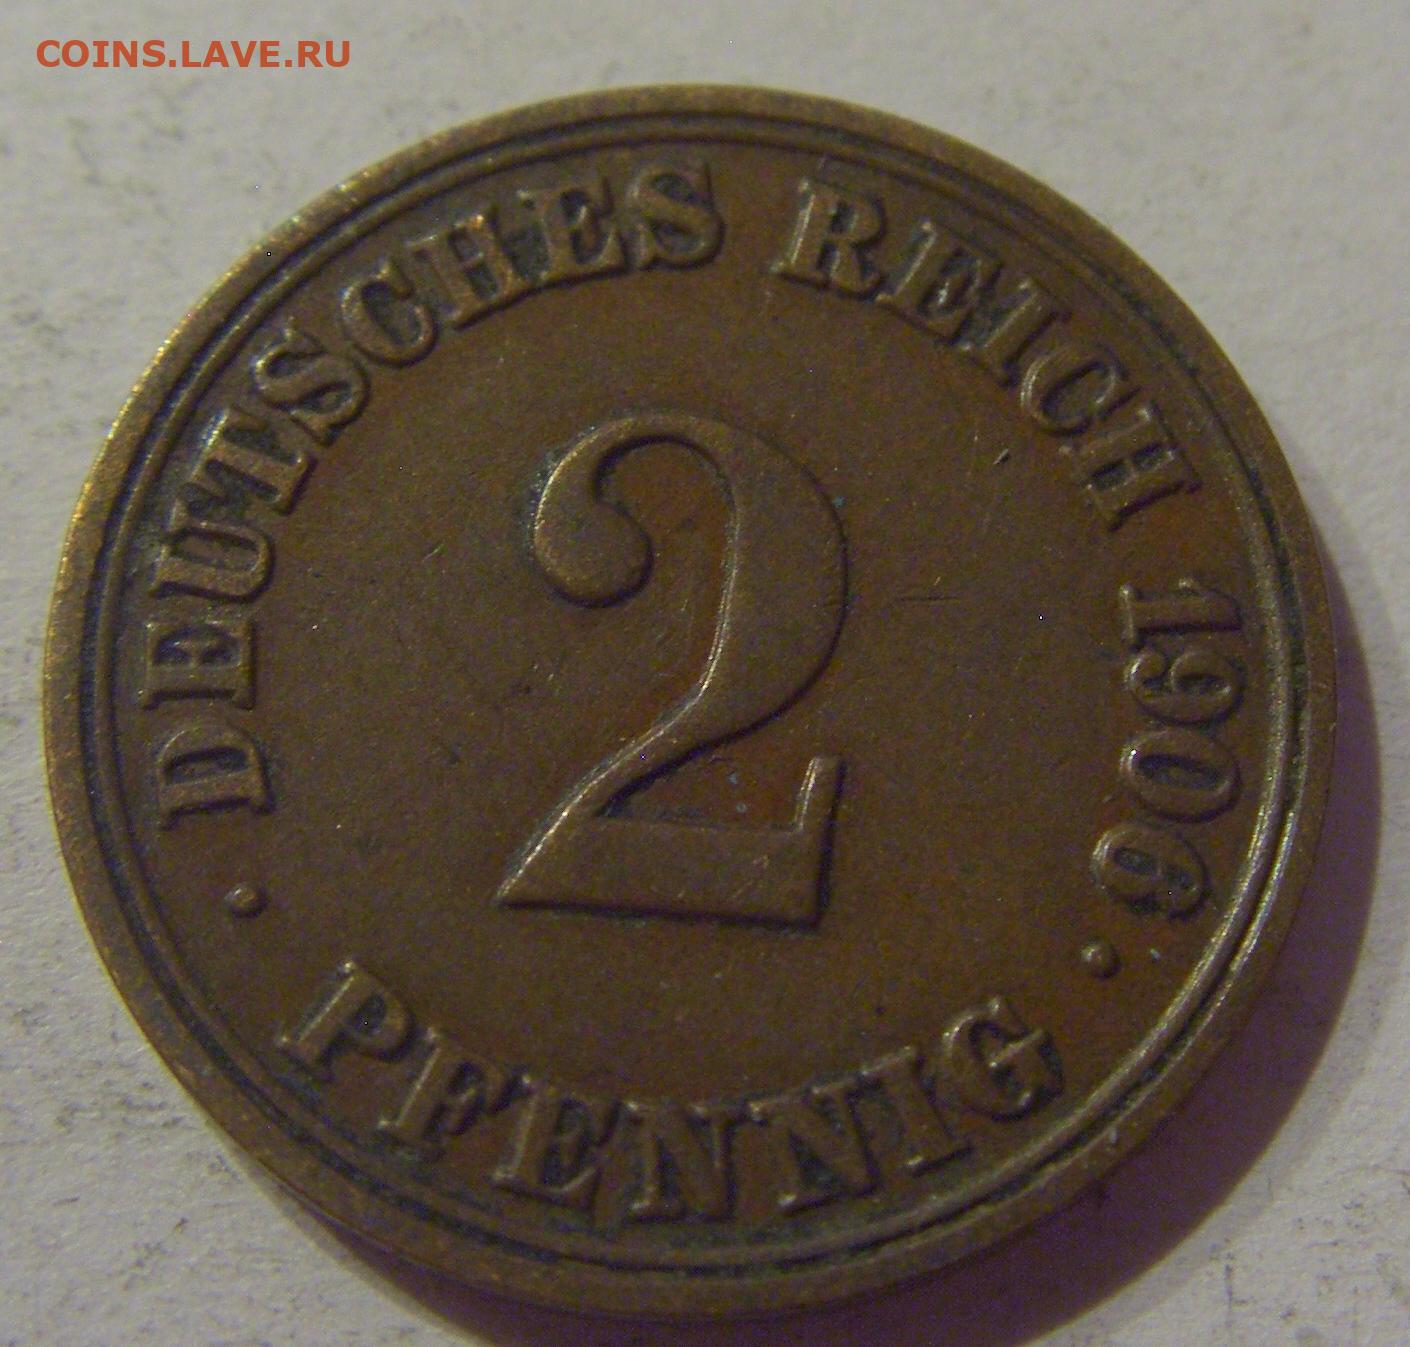 COINS.LAVE.RU
· DEUTSCHES REICH 1906 ·
2
PFENNIG